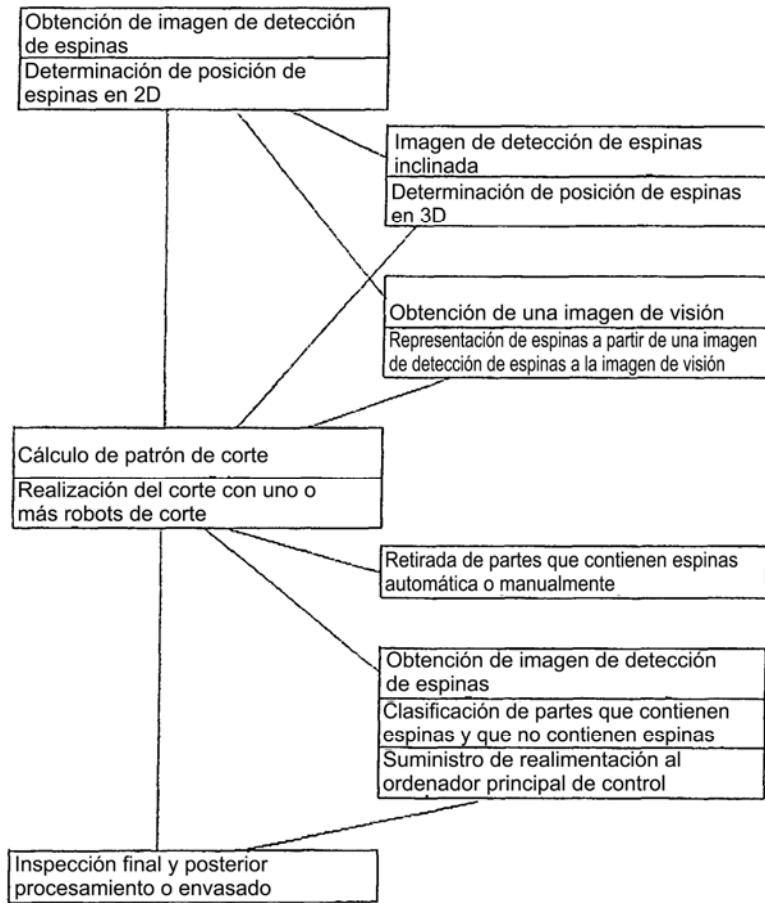 Obtención de imagen de detección
de espinas
Determinación de posición de
espinas en 2D
Imagen de detección de espinas
inclinada
Determinación de posición de espinas
en 3D
Obtención de una imagen de visión
Representación de espinas a partir de una imagen
de detección de espinas a la imagen de visión
Cálculo de patrón de corte
Realización del corte con uno o
más robots de corte
Retirada de partes que contienen espinas
automática o manualmente
Obtención de imagen de detección
de espinas
Clasificación de partes que contienen
espinas y que no contienen espinas
Suministro de realimentación al
ordenador principal de control
Inspección final y posterior
procesamiento o envasado